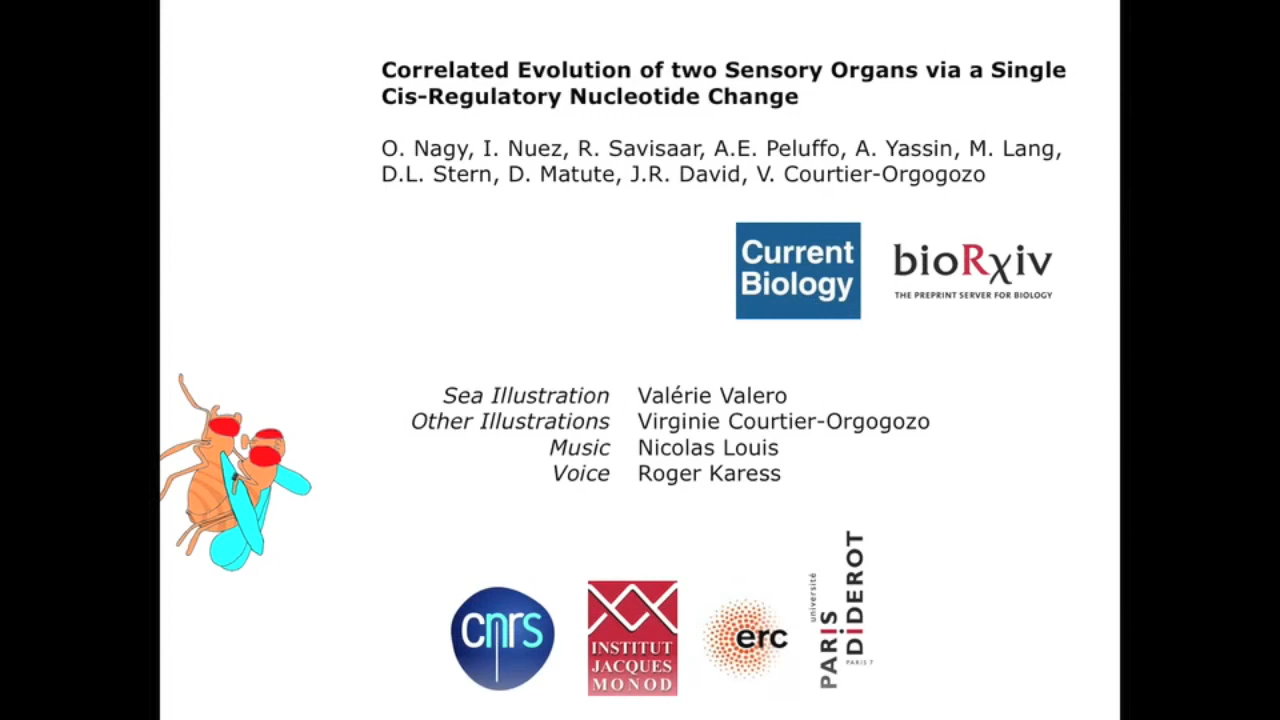 Correlated Evolution of two Sensory Organs via a Single
Cis-Regulatory Nucleotide Change
O. Nagy, I. Nuez, R. Savisaar, A.E. Peluffo, A. Yassin, M. Lang,
D.L. Stern, D. Matute, J.R. David, V. Courtier-Orgogozo
Current
Biology
bioRχiv
THE PREPRINT SERVER FOR BIOLOGY
Sea Illustration Valérie Valero
Other Illustrations Virginie Courtier-Orgogozo
Music Nicolas Louis
Voice Roger Karess
cnrs
INSTITUT
JACQUES
MONOD
erc
université
PARIS
DiDEROT
PARIS 7